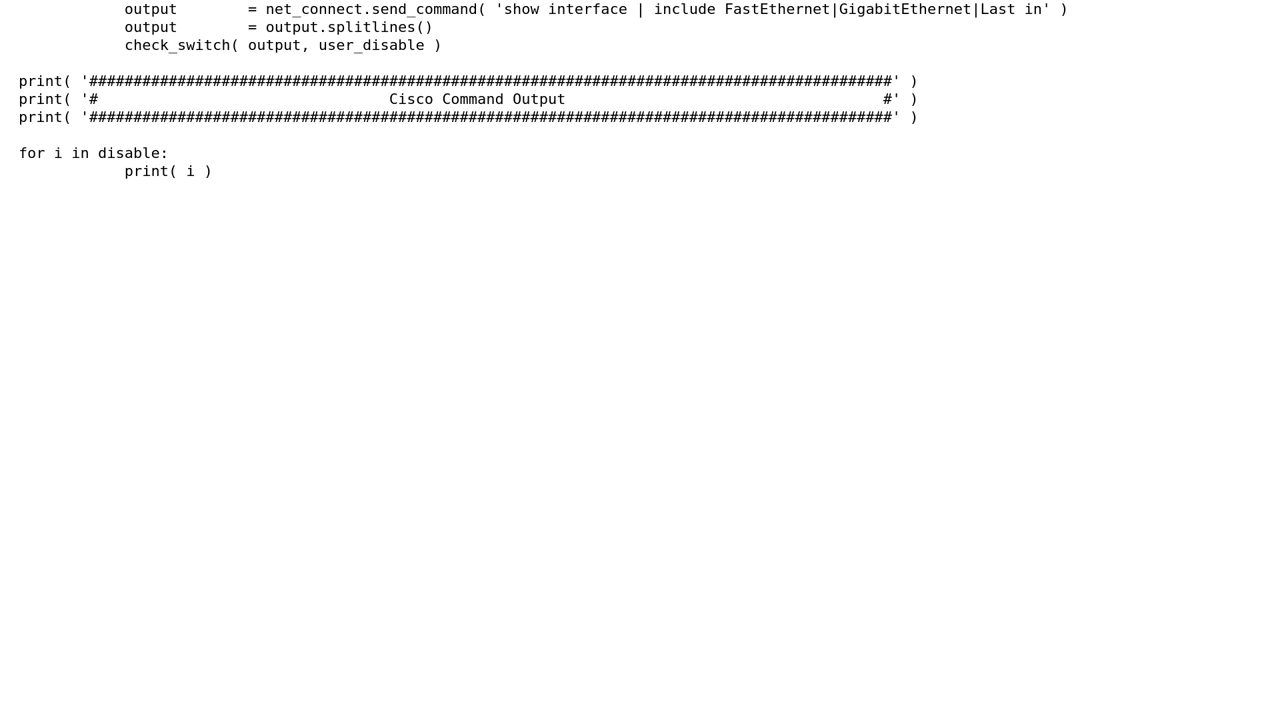 output        = net_connect.send_command( 'show interface | include FastEthernet|GigabitEthernet|Last in' )
            output        = output.splitlines()
            check_switch( output, user_disable )

print( '###########################################################################################' )
print( '#                                 Cisco Command Output                                    #' )
print( '###########################################################################################' )

for i in disable:
            print( i )